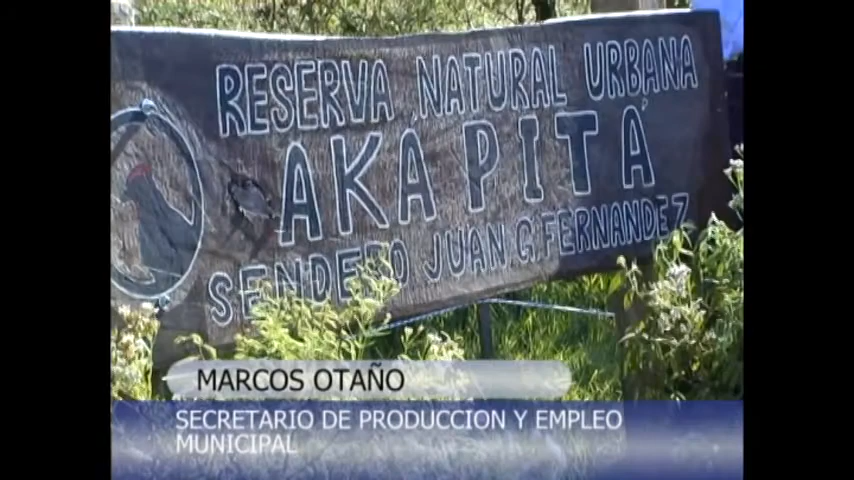 RESERVA NATURAL URBANA
AKÁ PITÁ
SENDERO JUAN G. FERNANDEZ
MARCOS OTAÑO
SECRETARIO DE PRODUCCION Y EMPLEO
MUNICIPAL